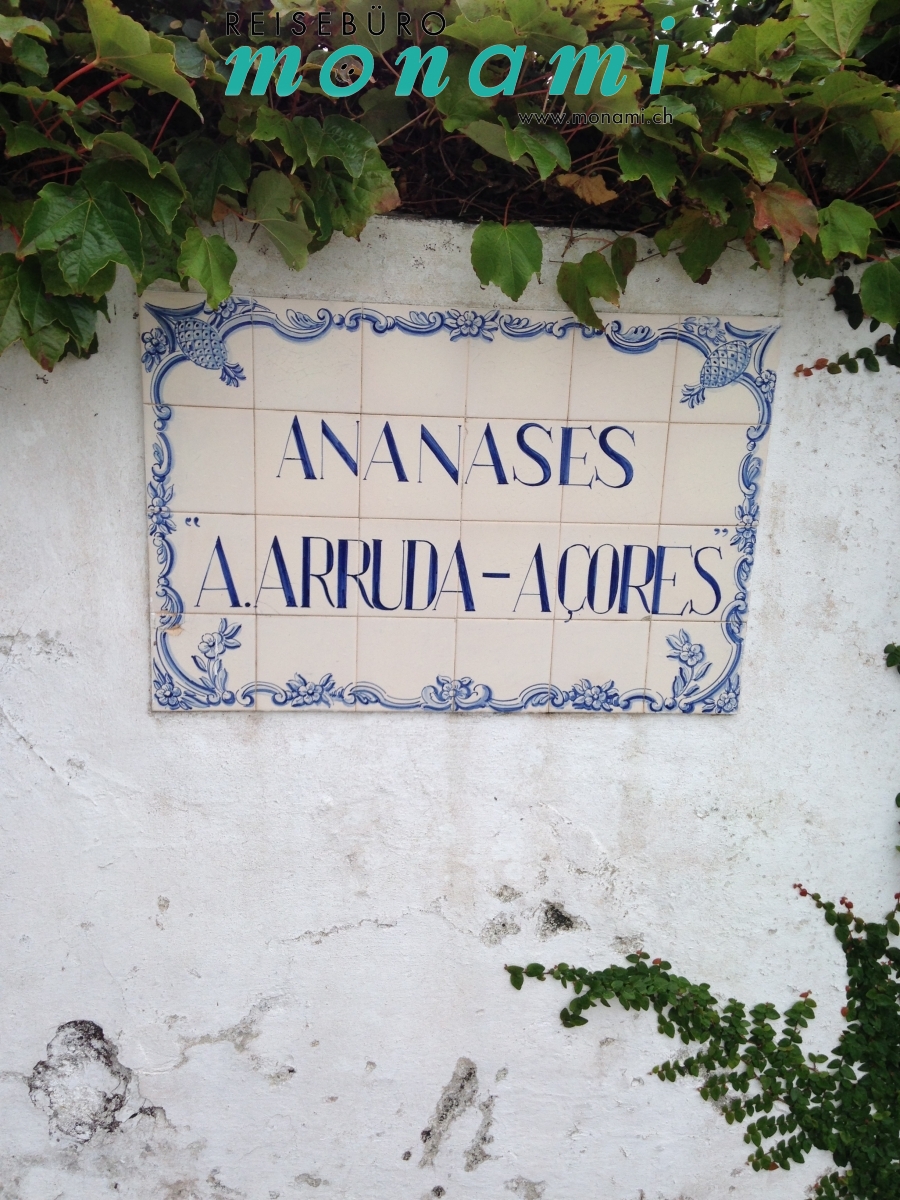 REISEBÜRO
monami
www.monami.ch
ANANASES
"A.ARRUDA-AÇORES"